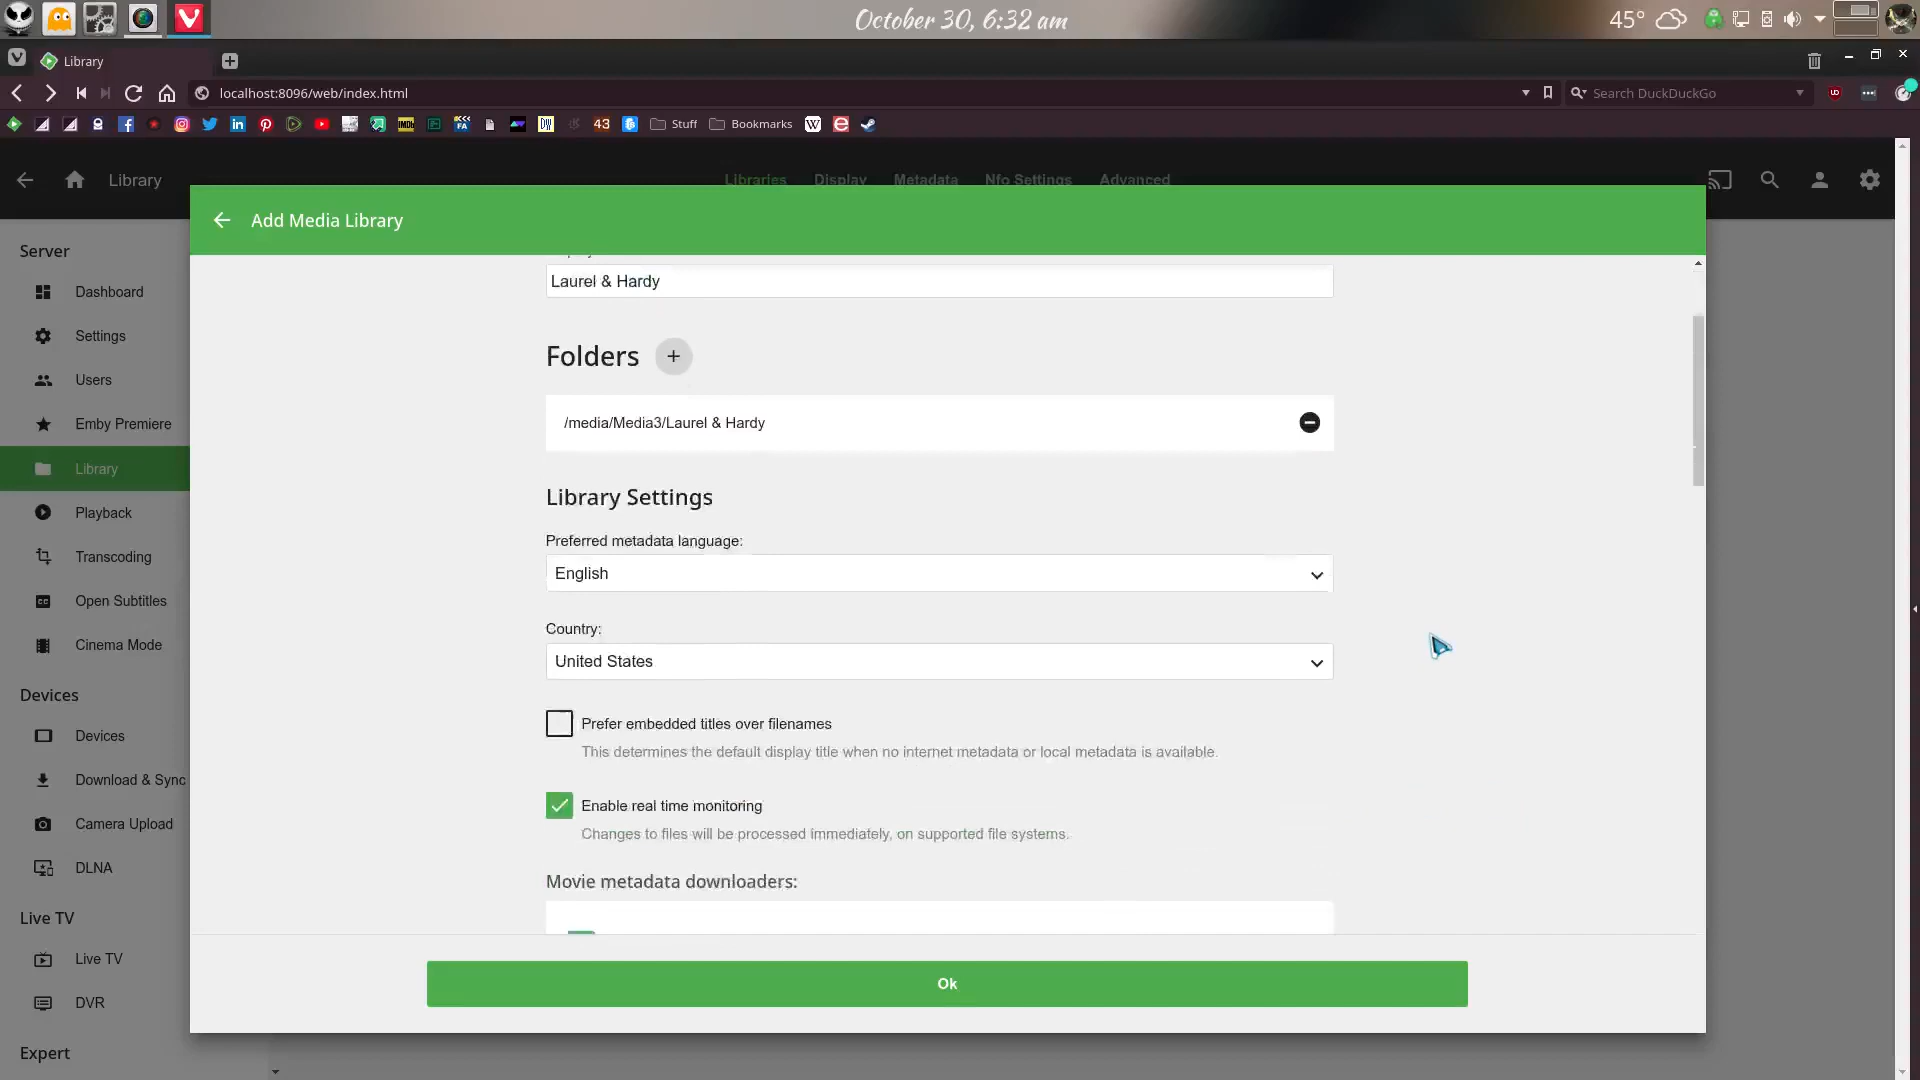 October 30, 6:32 am
45°
Library
localhost:8096/web/index.html
Search DuckDuckGo
43
Stuff
Bookmarks
Library
Libraries
Display
Metadata
Nfo Settings
Advanced
Add Media Library
Server
Dashboard
Settings
Users
Emby Premiere
Library
Playback
Transcoding
Open Subtitles
Cinema Mode
Devices
Devices
Download & Sync
Camera Upload
DLNA
Live TV
Live TV
DVR
Expert
Laurel & Hardy
Folders +
/media/Media3/Laurel & Hardy
Library Settings
Preferred metadata language:
English
Country:
United States
Prefer embedded titles over filenames
This determines the default display title when no internet metadata or local metadata is available.
Enable real time monitoring
Changes to files will be processed immediately, on supported file systems.
Movie metadata downloaders:
Ok